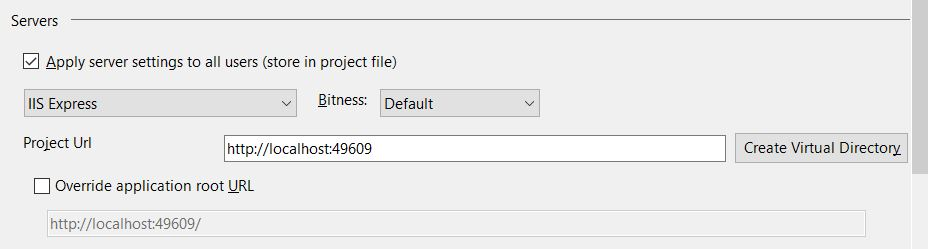 Servers
Apply server settings to all users (store in project file)
IIS Express Bitness: Default
Project Url http://localhost:49609 Create Virtual Directory
Override application root URL
http://localhost:49609/